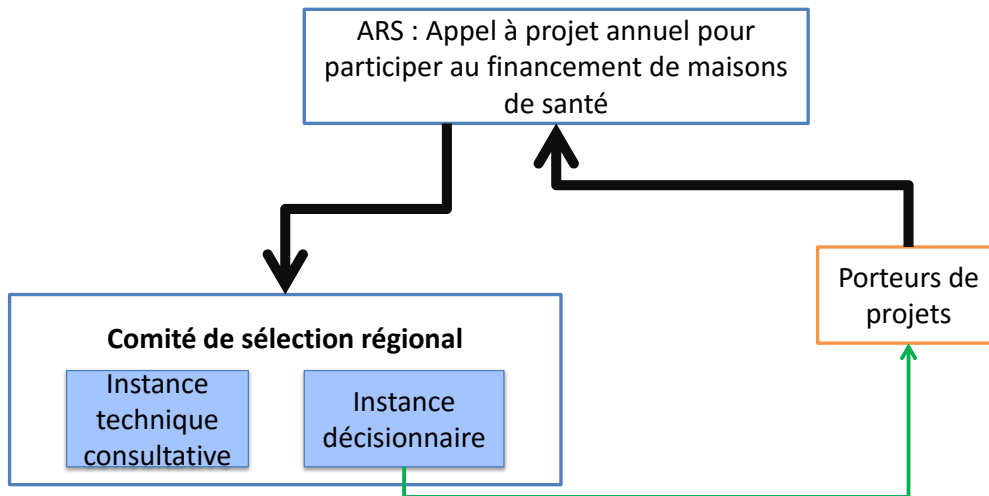 ARS : Appel à projet annuel pour
participer au financement de maisons
de santé
Porteurs de
projets
Comité de sélection régional
Instance
technique
consultative
Instance
décisionnaire